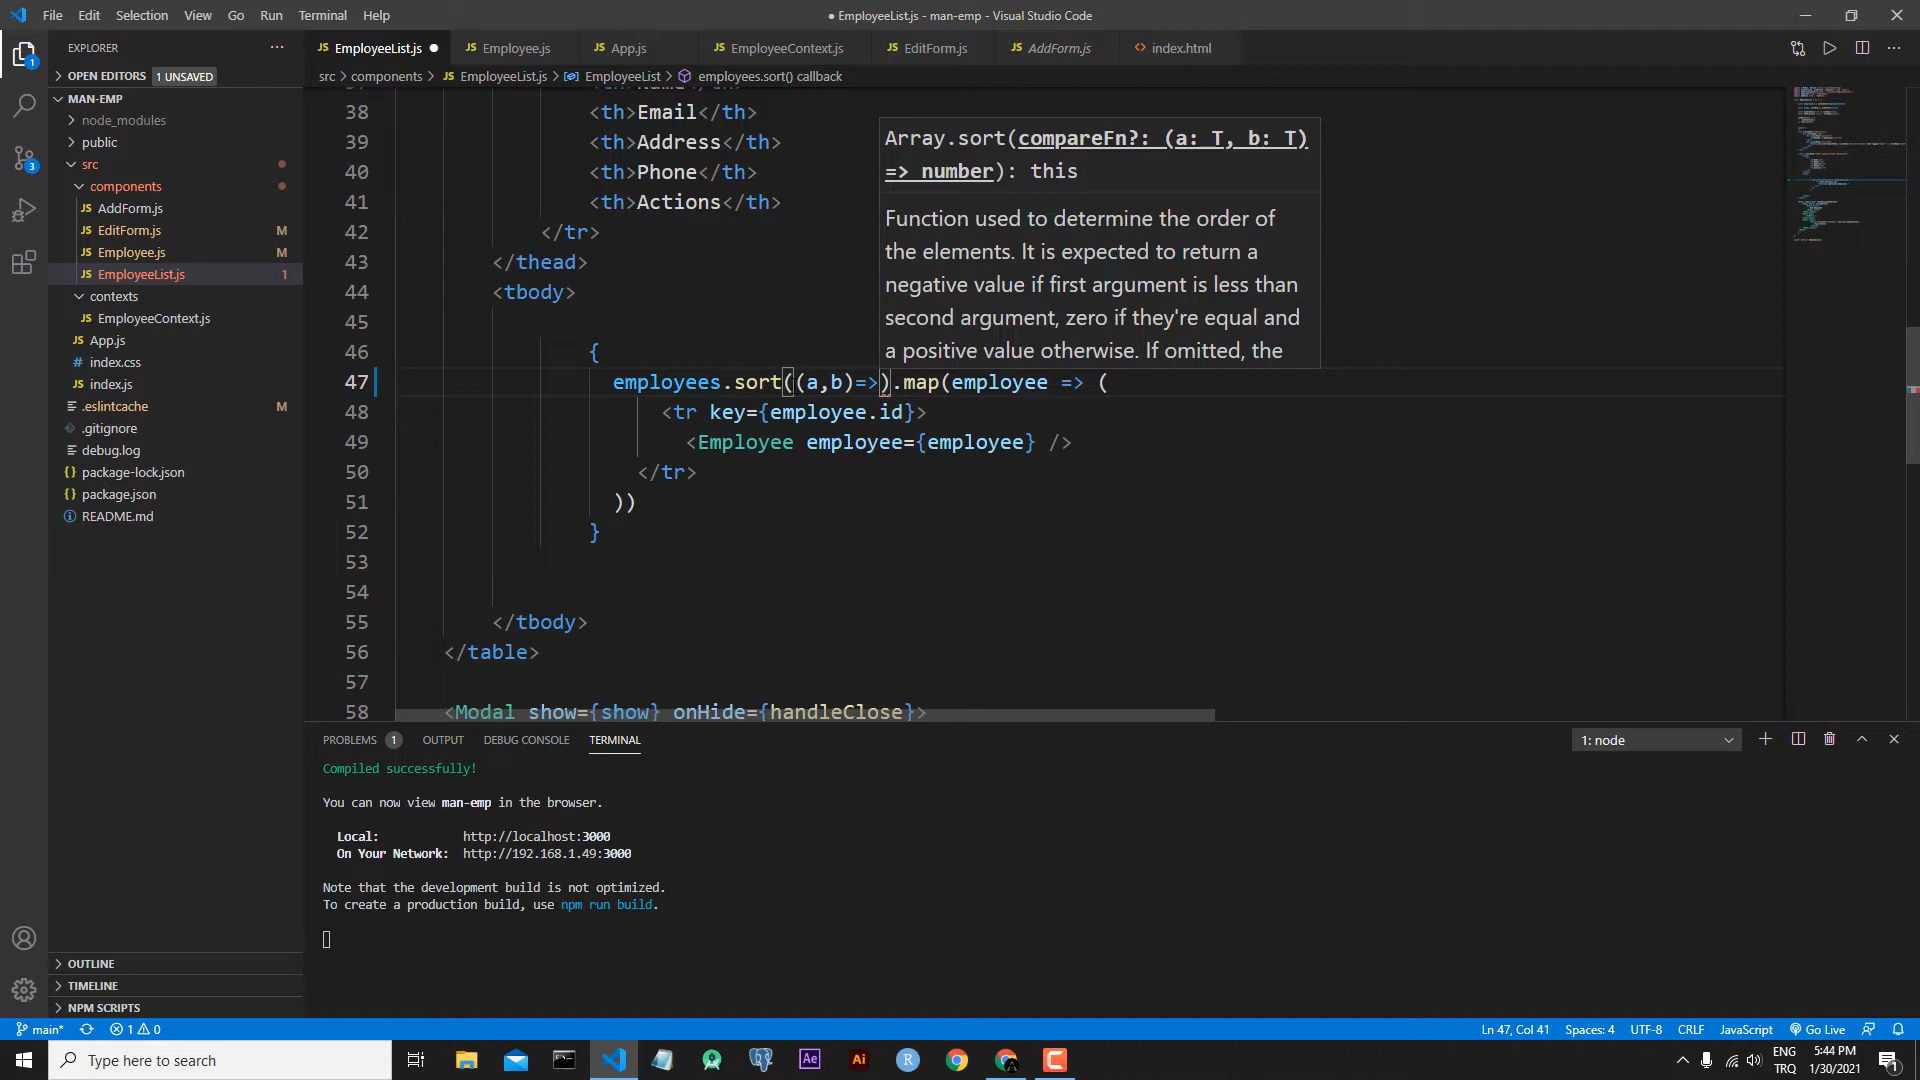 File Edit Selection View Go Run Terminal Help
● EmployeeList.js - man-emp - Visual Studio Code
EXPLORER
EmployeeList.js Employee.js App.js EmployeeContext.js EditForm.js AddForm.js index.html
OPEN EDITORS 1 UNSAVED
src > components > EmployeeList.js > EmployeeList > employees.sort() callback
MAN-EMP
node_modules
public
src
components
AddForm.js
EditForm.js M
Employee.js M
EmployeeList.js 1
contexts
EmployeeContext.js
App.js
index.css
index.js
.eslintcache M
.gitignore
debug.log
package-lock.json
package.json
README.md
OUTLINE
TIMELINE
NPM SCRIPTS
38 <th>Email</th>
39 <th>Address</th>
40 <th>Phone</th>
41 <th>Actions</th>
42 </tr>
43 </thead>
44 <tbody>
45
46 {
47 employees.sort((a,b)=>).map(employee => (
48 <tr key={employee.id}>
49 <Employee employee={employee} />
50 </tr>
51 ))
52 }
53
54
55 </tbody>
56 </table>
57
58 <Modal show={show} onHide={handleClose}>
Array.sort(compareFn?: (a: T, b: T)
=> number): this
Function used to determine the order of
the elements. It is expected to return a
negative value if first argument is less than
second argument, zero if they're equal and
a positive value otherwise. If omitted, the
PROBLEMS 1 OUTPUT DEBUG CONSOLE TERMINAL
1: node
Compiled successfully!
You can now view man-emp in the browser.
Local: http://localhost:3000
On Your Network: http://192.168.1.49:3000
Note that the development build is not optimized.
To create a production build, use npm run build.
main* 1 0
Ln 47, Col 41 Spaces: 4 UTF-8 CRLF JavaScript Go Live
Type here to search
ENG
TRQ
5:44 PM
1/30/2021